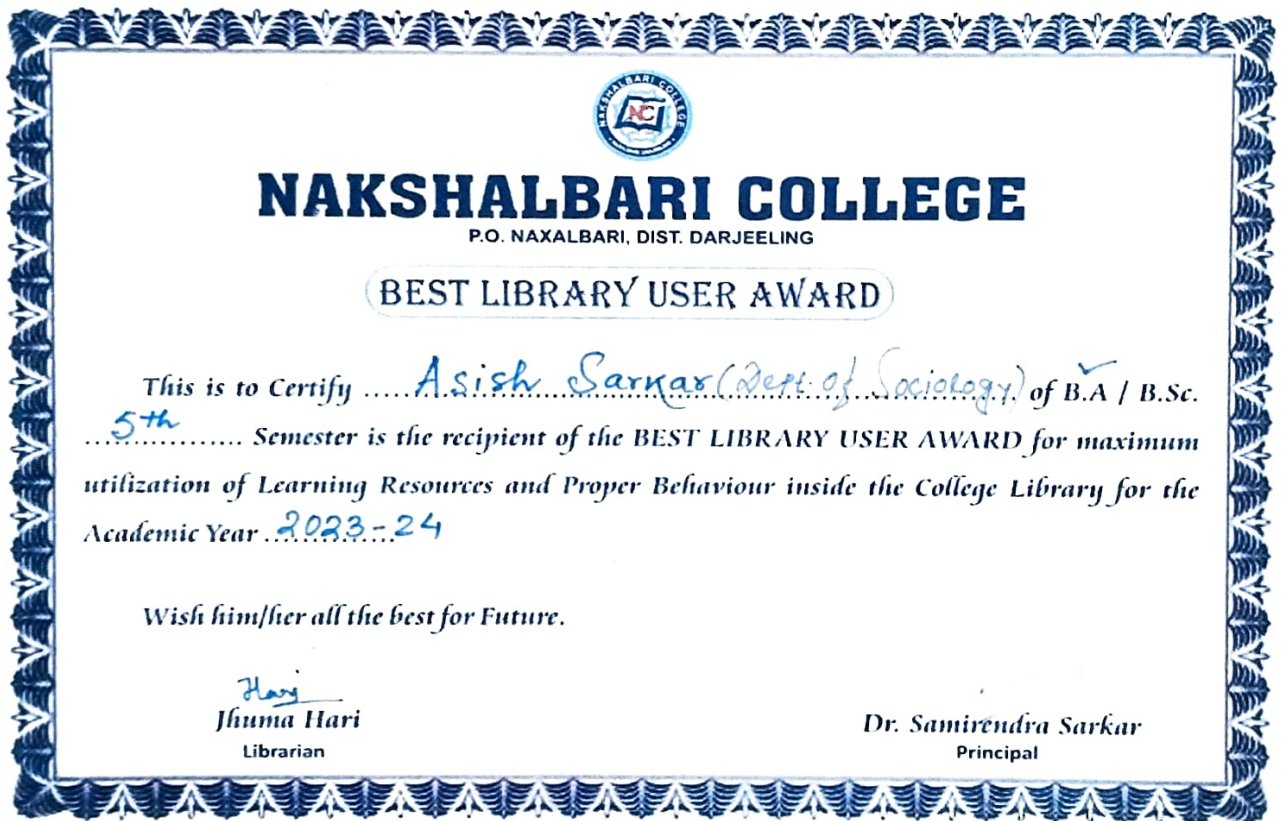 NAKSHALBARI COLLEGE
NC
NAKSHALBARI COLLEGE
P.O. NAXALBARI, DIST. DARJEELING
BEST LIBRARY USER AWARD
This is to Certify ..... Asish Sarkar (Dept. of Sociology) of B.A / B.Sc.
5th Semester is the recipient of the BEST LIBRARY USER AWARD for maximum
utilization of Learning Resources and Proper Behaviour inside the College Library for the
Academic Year 2023-24
Wish him/her all the best for Future.
Hari
Jhuma Hari
Librarian
Dr. Samirendra Sarkar
Principal